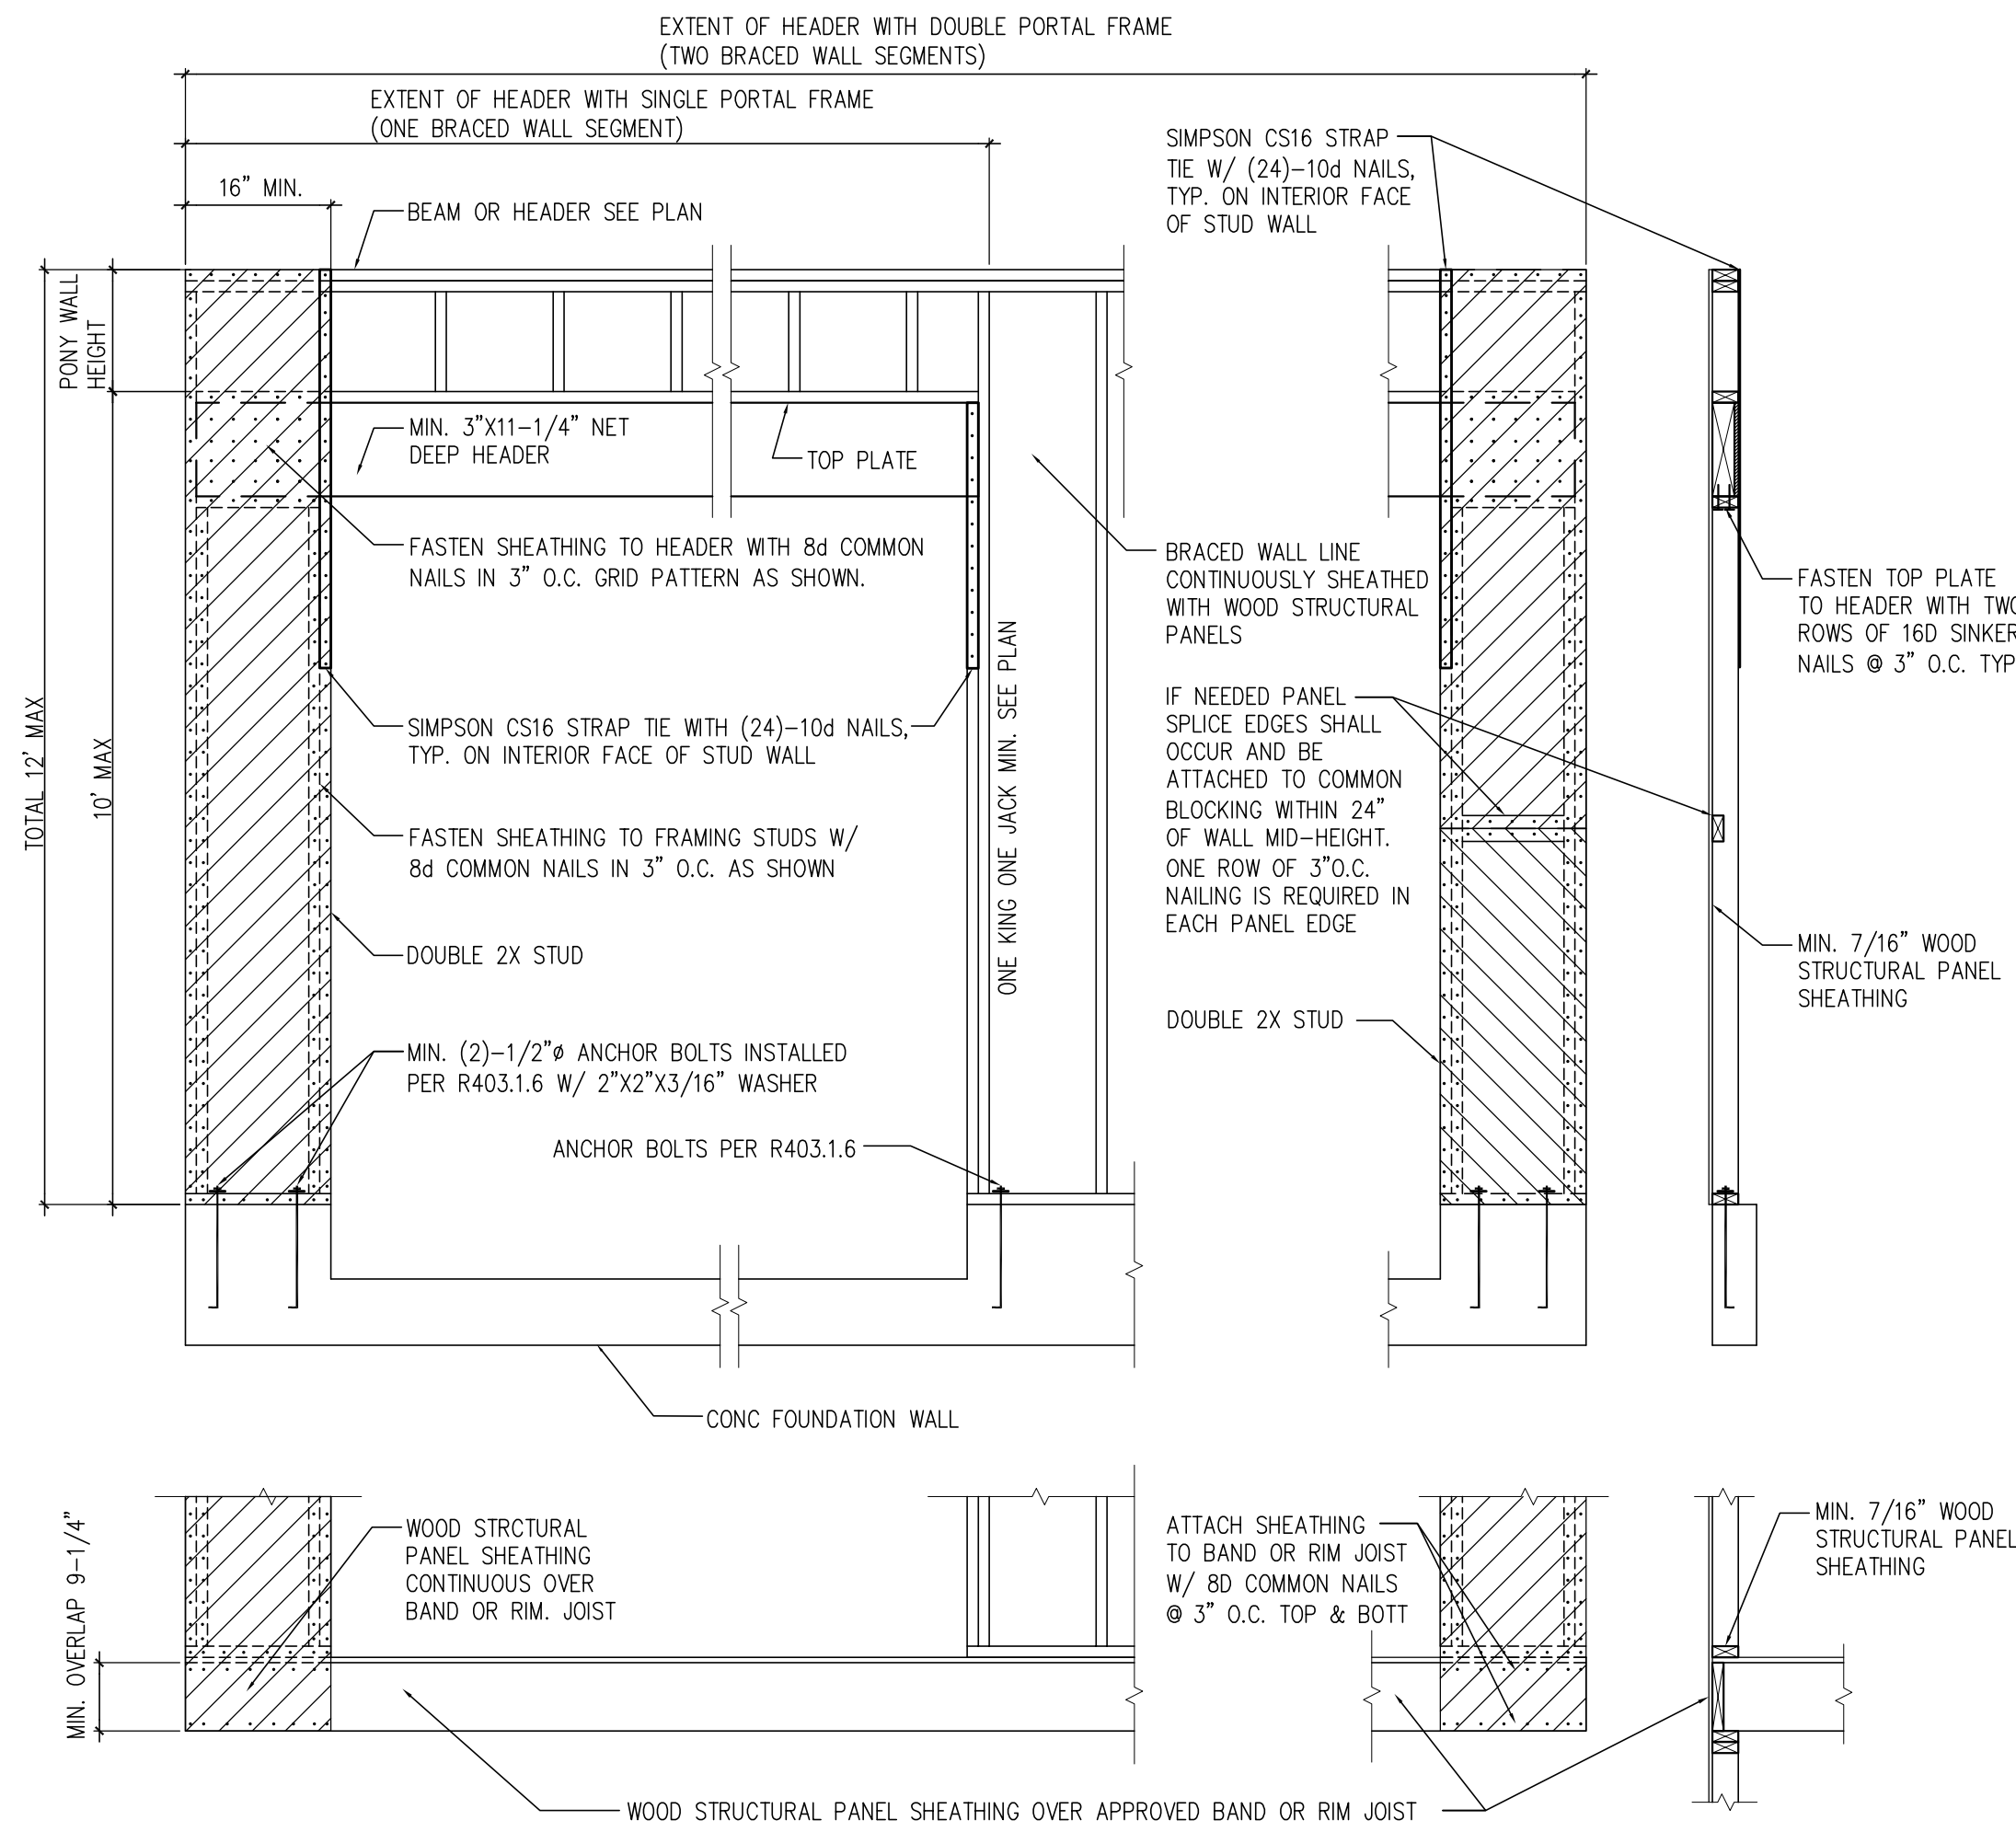 EXTENT OF HEADER WITH DOUBLE PORTAL FRAME
(TWO BRACED WALL SEGMENTS)
EXTENT OF HEADER WITH SINGLE PORTAL FRAME
(ONE BRACED WALL SEGMENT)
16" MIN.
BEAM OR HEADER SEE PLAN
SIMPSON CS16 STRAP
TIE W/ (24)-10d NAILS,
TYP. ON INTERIOR FACE
OF STUD WALL
PONY WALL
HEIGHT
TOTAL 12' MAX
10' MAX
MIN. 3"X11-1/4" NET
DEEP HEADER
TOP PLATE
FASTEN SHEATHING TO HEADER WITH 8d COMMON
NAILS IN 3" O.C. GRID PATTERN AS SHOWN.
BRACED WALL LINE
CONTINUOUSLY SHEATHED
WITH WOOD STRUCTURAL
PANELS
FASTEN TOP PLATE
TO HEADER WITH TWO
ROWS OF 16D SINKER
NAILS @ 3" O.C. TYP
ONE KING ONE JACK MIN. SEE PLAN
SIMPSON CS16 STRAP TIE WITH (24)-10d NAILS,
TYP. ON INTERIOR FACE OF STUD WALL
IF NEEDED PANEL
SPLICE EDGES SHALL
OCCUR AND BE
ATTACHED TO COMMON
BLOCKING WITHIN 24"
OF WALL MID-HEIGHT.
ONE ROW OF 3"O.C.
NAILING IS REQUIRED IN
EACH PANEL EDGE
FASTEN SHEATHING TO FRAMING STUDS W/
8d COMMON NAILS IN 3" O.C. AS SHOWN
DOUBLE 2X STUD
MIN. 7/16" WOOD
STRUCTURAL PANEL
SHEATHING
DOUBLE 2X STUD
MIN. (2)-1/2"ø ANCHOR BOLTS INSTALLED
PER R403.1.6 W/ 2"X2"X3/16" WASHER
ANCHOR BOLTS PER R403.1.6
CONC FOUNDATION WALL
MIN. OVERLAP 9-1/4"
WOOD STRCTURAL
PANEL SHEATHING
CONTINUOUS OVER
BAND OR RIM. JOIST
ATTACH SHEATHING
TO BAND OR RIM JOIST
W/ 8D COMMON NAILS
@ 3" O.C. TOP & BOTT
MIN. 7/16" WOOD
STRUCTURAL PANEL
SHEATHING
WOOD STRUCTURAL PANEL SHEATHING OVER APPROVED BAND OR RIM JOIST